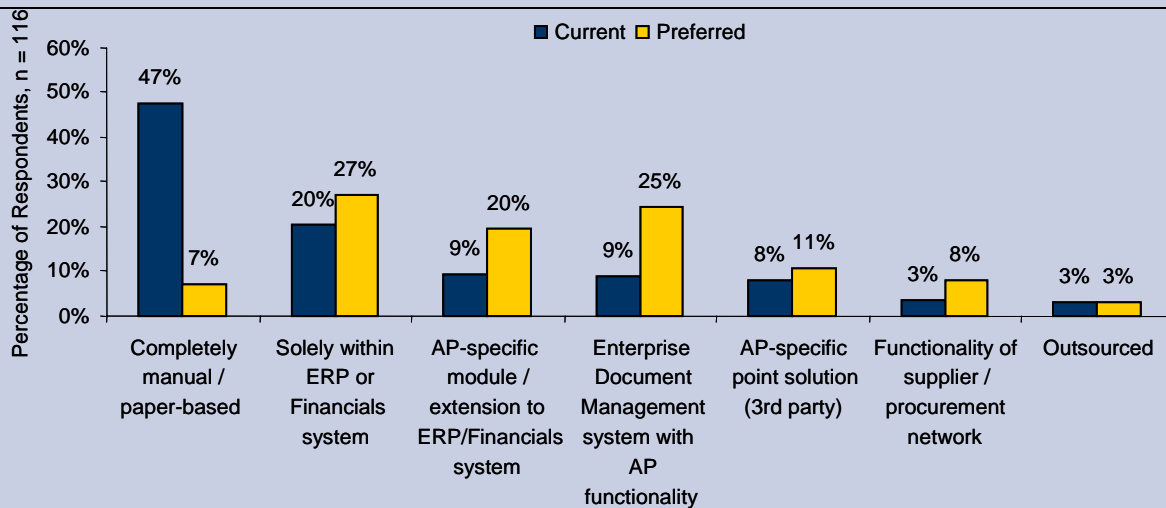 Percentage of Respondents, n = 116
Current Preferred
60%
50%
40%
30%
20%
10%
0%
47%
7%
20%
27%
9%
20%
9%
25%
8%
11%
3%
8%
3%
3%
Completely
manual /
paper-based
Solely within
ERP or
Financials
system
AP-specific
module /
extension to
ERP/Financials
system
Enterprise
Document
Management
system with
AP
functionality
AP-specific
point solution
(3rd party)
Functionality of
supplier /
procurement
network
Outsourced